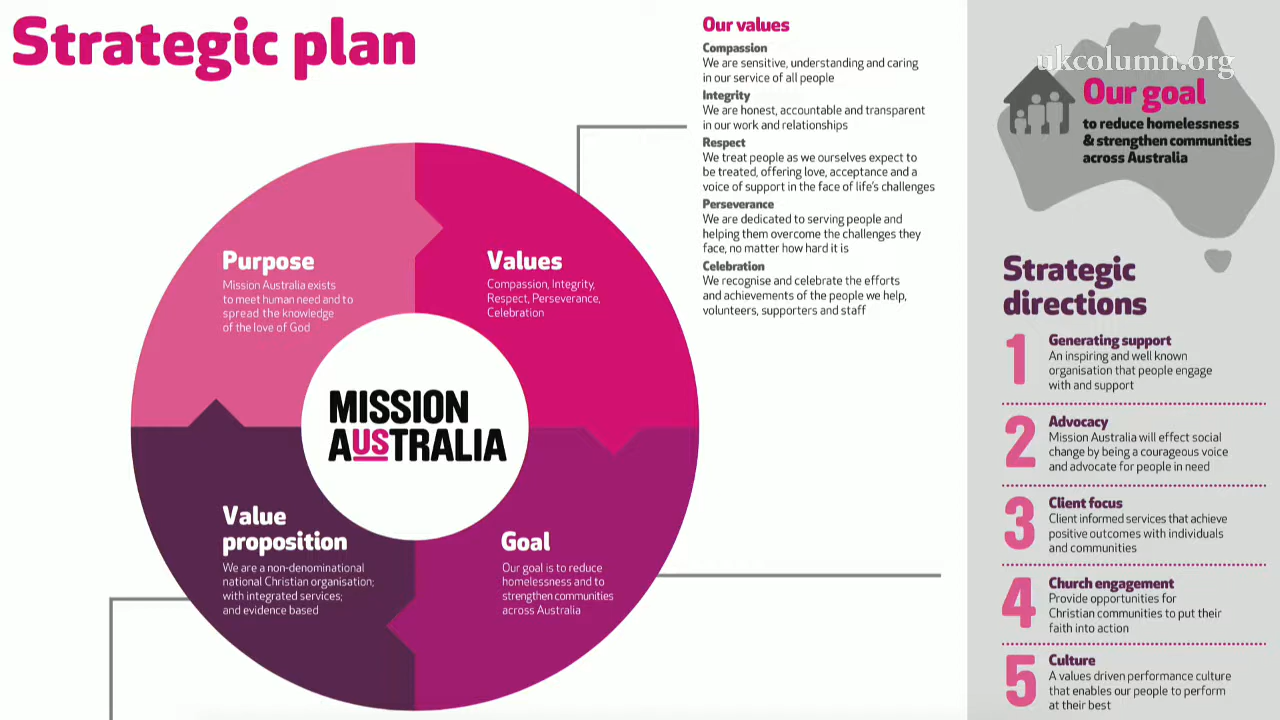 Strategic plan
Purpose
Mission Australia exists
to meet human need and to
spread the knowledge
of the love of God
Values
Compassion, Integrity,
Respect, Perseverance,
Celebration
MISSION
AUSTRALIA
Value
proposition
We are a non-denominational
national Christian organisation;
with integrated services;
and evidence based
Goal
Our goal is to reduce
homelessness and to
strengthen communities
across Australia
Our values
Compassion
We are sensitive, understanding and caring
in our service of all people
Integrity
We are honest, accountable and transparent
in our work and relationships
Respect
We treat people as we ourselves expect to
be treated, offering love, acceptance and a
voice of support in the face of life's challenges
Perseverance
We are dedicated to serving people and
helping them overcome the challenges they
face, no matter how hard it is
Celebration
We recognise and celebrate the efforts
and achievements of the people we help,
volunteers, supporters and staff
ukcolumn.org
Our goal
to reduce homelessness
& strengthen communities
across Australia
Strategic
directions
1 Generating support
An inspiring and well known
organisation that people engage
with and support
2 Advocacy
Mission Australia will effect social
change by being a courageous voice
and advocate for people in need
3 Client focus
Client informed services that achieve
positive outcomes with individuals
and communities
4 Church engagement
Provide opportunities for
Christian communities to put their
faith into action
5 Culture
A values driven performance culture
that enables our people to perform
at their best